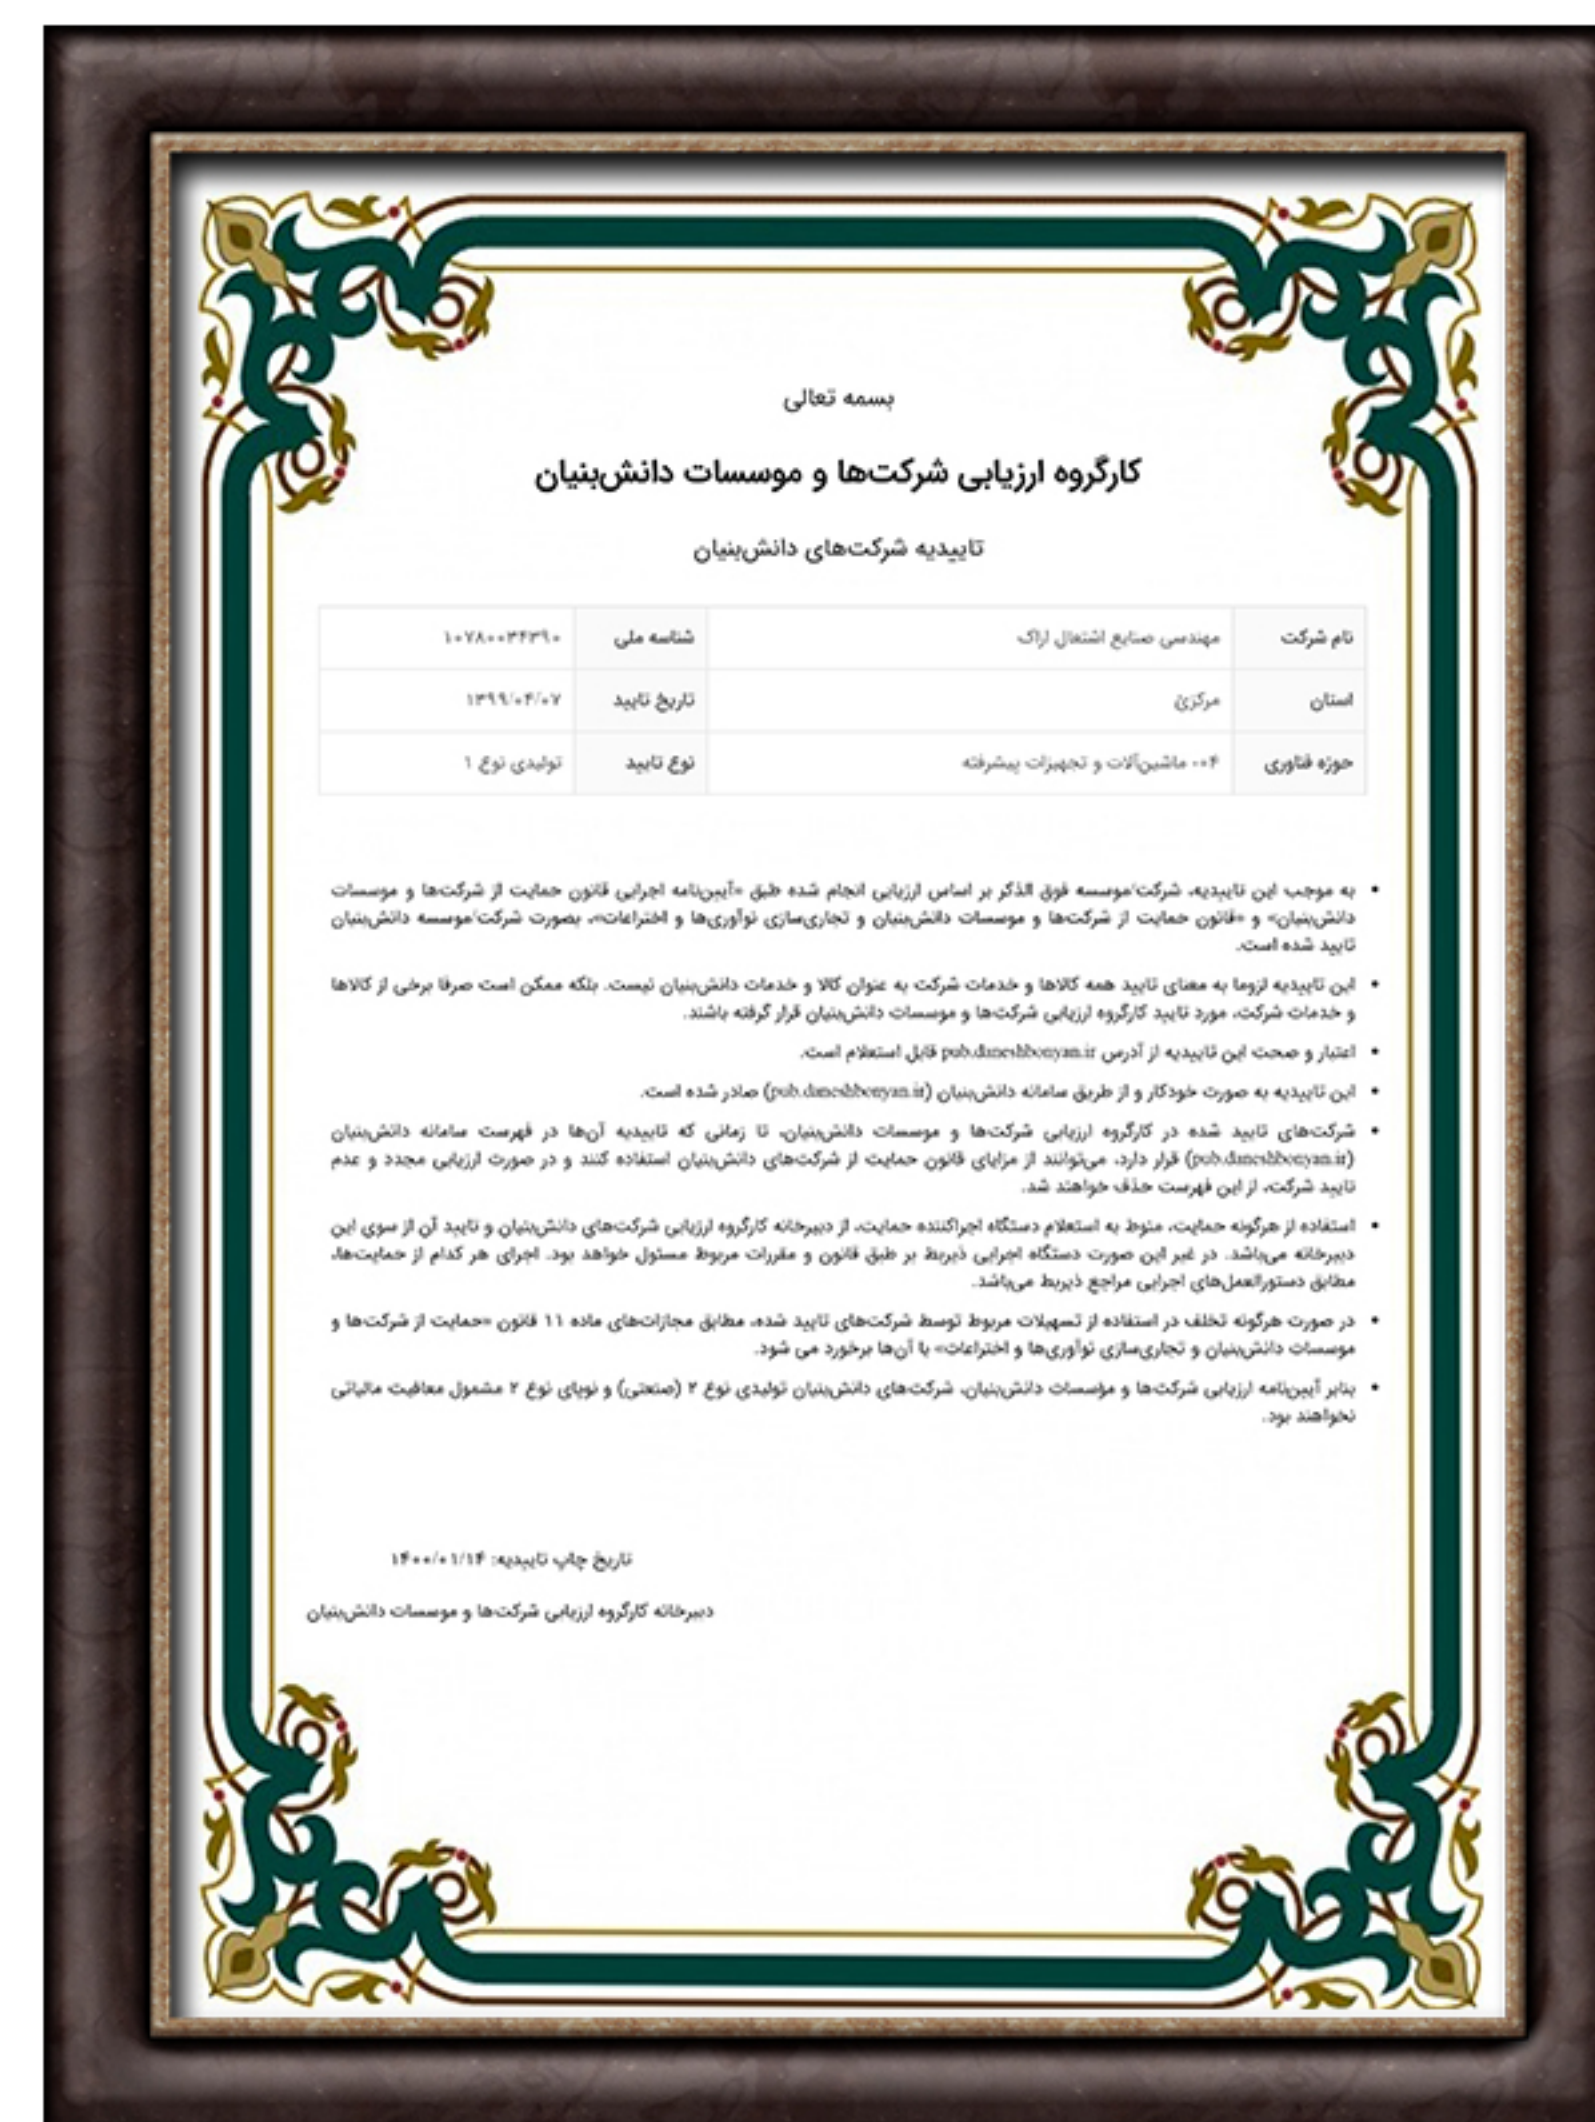 بسمه تعالی
کارگروه ارزیابی شرکت‌ها و موسسات دانش‌بنیان
تاییدیه شرکت‌های دانش‌بنیان
نام شرکت مهندسی صنایع اشتعال اراک شناسه ملی ۱۰۷۸۰۰۳۴۳۹۰
استان مرکزئ تاریخ تایید ۱۳۹۹/۰۴/۰۷
حوزه فناوری ۰۰۴- ماشین‌آلات و تجهیزات پیشرفته نوع تایید تولیدی نوع ۱
• به موجب این تاییدیه، شرکت/موسسه فوق الذکر بر اساس ارزیابی انجام شده طبق «آیین‌نامه اجرایی قانون حمایت از شرکت‌ها و موسسات
دانش‌بنیان» و «قانون حمایت از شرکت‌ها و موسسات دانش‌بنیان و تجاری‌سازی نوآوری‌ها و اختراعات»، بصورت شرکت/موسسه دانش‌بنیان
تایید شده است.
• این تاییدیه لزوما به معنای تایید همه کالاها و خدمات شرکت به عنوان کالا و خدمات دانش‌بنیان نیست. بلکه ممکن است صرفا برخی از کالاها
و خدمات شرکت، مورد تایید کارگروه ارزیابی شرکت‌ها و موسسات دانش‌بنیان قرار گرفته باشند.
• اعتبار و صحت این تاییدیه از آدرس pub.daneshbonyan.ir قابل استعلام است.
• این تاییدیه به صورت خودکار و از طریق سامانه دانش‌بنیان (pub.daneshbonyan.ir) صادر شده است.
• شرکت‌های تایید شده در کارگروه ارزیابی شرکت‌ها و موسسات دانش‌بنیان، تا زمانی که تاییدیه آن‌ها در فهرست سامانه دانش‌بنیان
(pub.daneshbonyan.ir) قرار دارد، می‌توانند از مزایای قانون حمایت از شرکت‌های دانش‌بنیان استفاده کنند و در صورت ارزیابی مجدد و عدم
تایید شرکت، از این فهرست حذف خواهند شد.
• استفاده از هرگونه حمایت، منوط به استعلام دستگاه اجراکننده حمایت، از دبیرخانه کارگروه ارزیابی شرکت‌های دانش‌بنیان و تایید آن از سوی این
دبیرخانه می‌باشد. در غیر این صورت دستگاه اجرایی ذیربط بر طبق قانون و مقررات مربوط مسئول خواهد بود. اجرای هر کدام از حمایت‌ها،
مطابق دستورالعمل‌های اجرایی مراجع ذیربط می‌باشد.
• در صورت هرگونه تخلف در استفاده از تسهیلات مربوط توسط شرکت‌های تایید شده، مطابق مجازات‌های ماده ۱۱ قانون «حمایت از شرکت‌ها و
موسسات دانش‌بنیان و تجاری‌سازی نوآوری‌ها و اختراعات» با آن‌ها برخورد می شود.
• بنابر آیین‌نامه ارزیابی شرکت‌ها و مؤسسات دانش‌بنیان، شرکت‌های دانش‌بنیان تولیدی نوع ۲ (صنعتی) و نوپای نوع ۲ مشمول معافیت مالیاتی
نخواهند بود.
تاریخ چاپ تاییدیه: ۱۴۰۰/۰۱/۱۴
دبیرخانه کارگروه ارزیابی شرکت‌ها و موسسات دانش‌بنیان